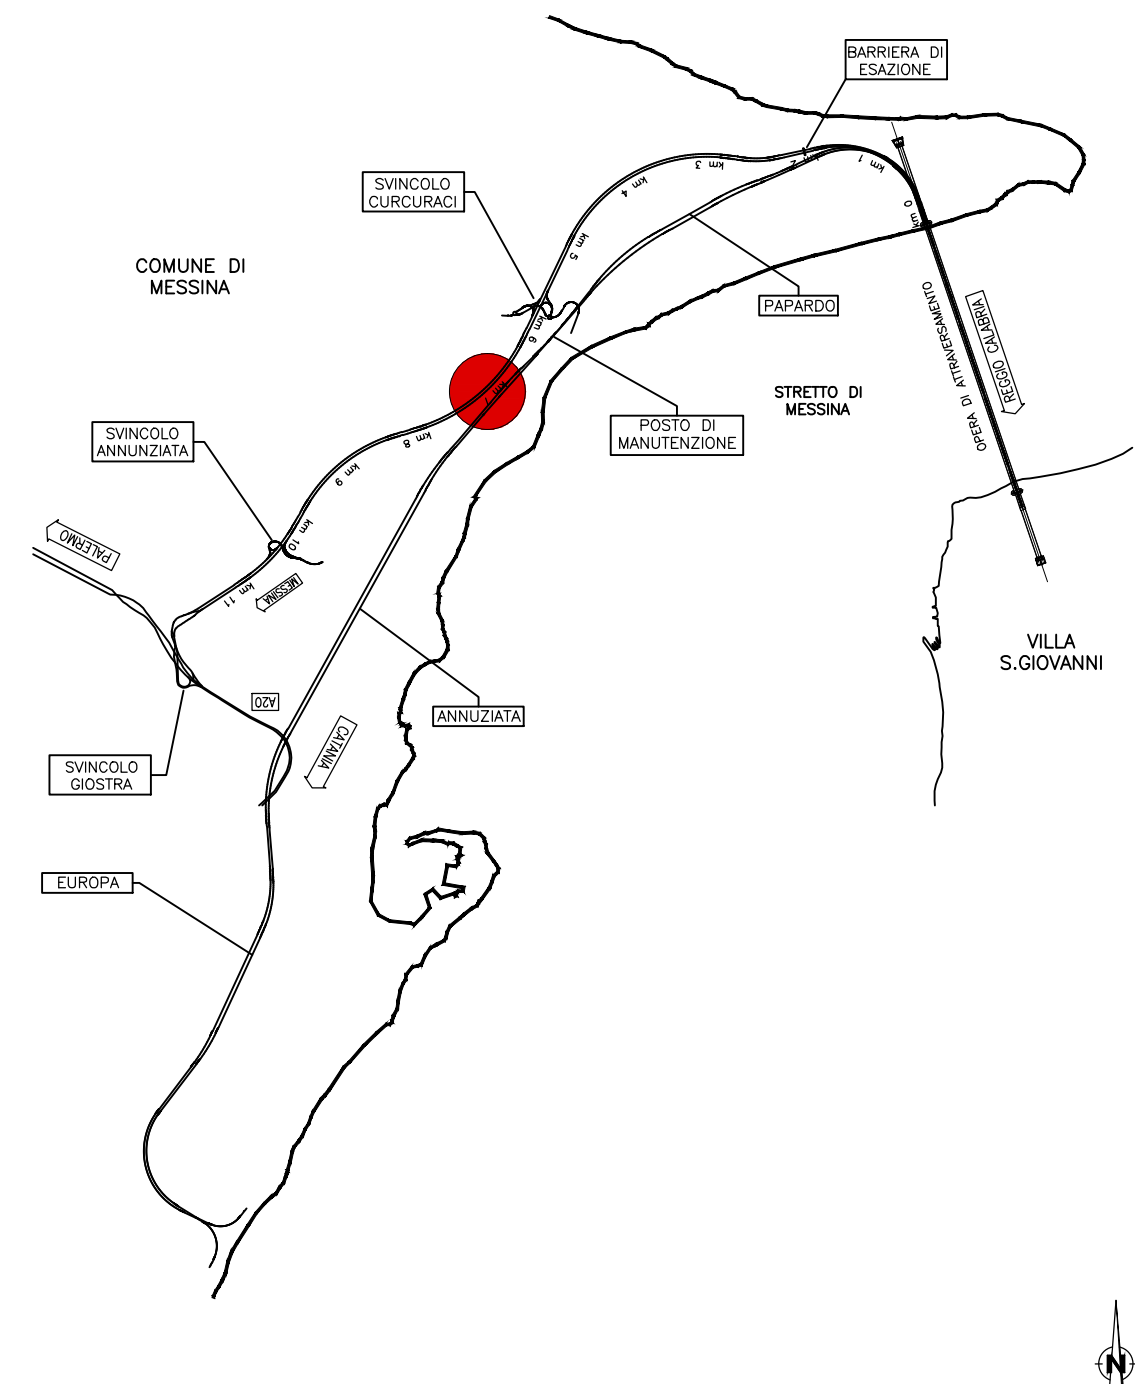 BARRIERA DI
ESAZIONE
km 0
km 1
km 2
km 3
km 4
km 5
km 6
km 7
km 8
km 9
km 10
km 11
SVINCOLO
CURCURACI
COMUNE DI
MESSINA
PAPARDO
OPERA DI ATTRAVERSAMENTO
REGGIO CALABRIA
STRETTO DI
MESSINA
POSTO DI
MANUTENZIONE
SVINCOLO
ANNUNZIATA
PALERMO
MESSINA
VILLA
S.GIOVANNI
A20
ANNUZIATA
CATANIA
SVINCOLO
GIOSTRA
EUROPA
N